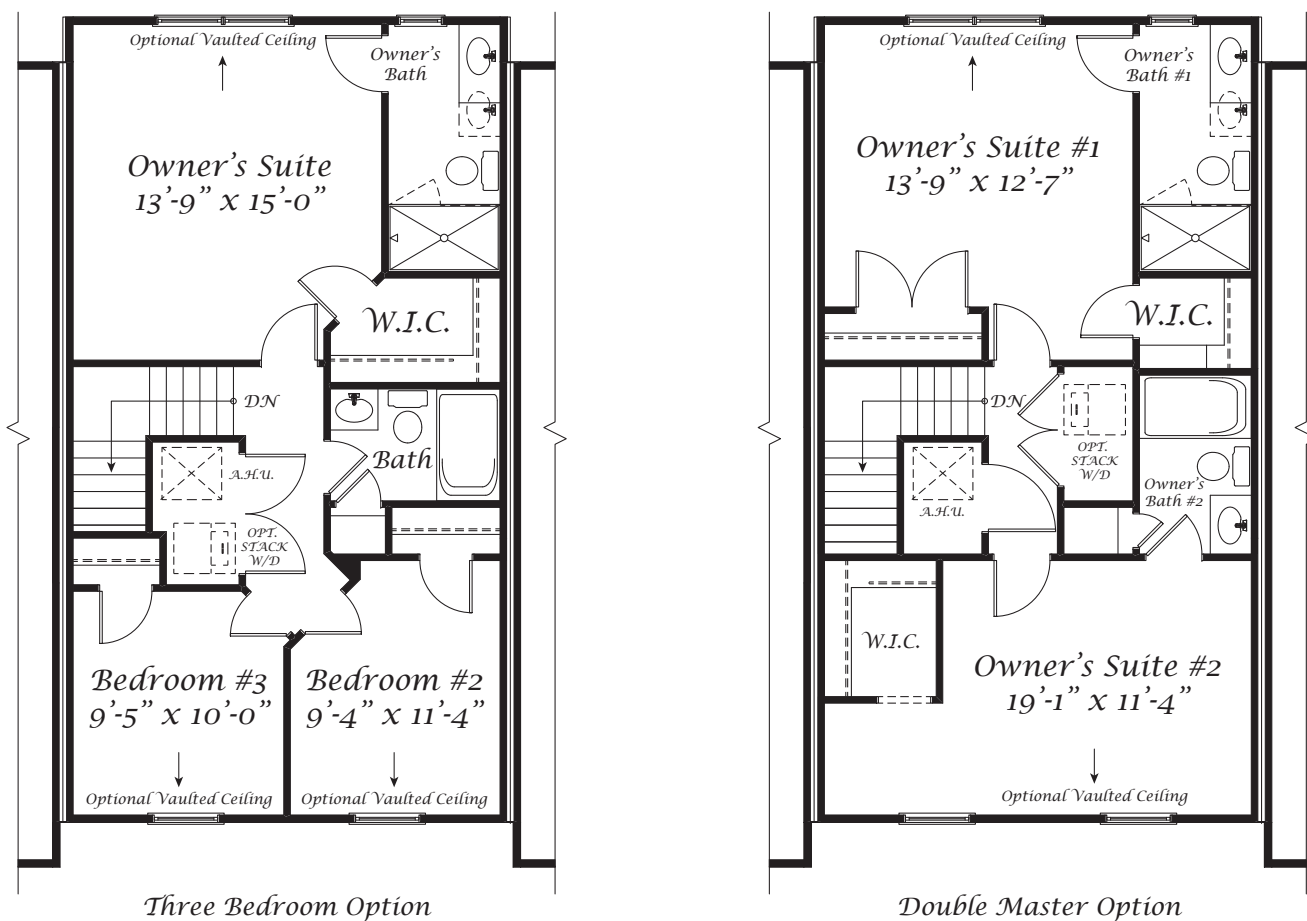 Optional Vaulted Ceiling
Owner's
Bath
Owner's Suite
13'-9" x 15'-0"
W.I.C.
DN
A.H.U.
Bath
OPT.
STACK
W/D
Bedroom #3
9'-5" x 10'-0"
Bedroom #2
9'-4" x 11'-4"
Optional Vaulted Ceiling
Optional Vaulted Ceiling
Three Bedroom Option
Optional Vaulted Ceiling
Owner's
Bath #1
Owner's Suite #1
13'-9" x 12'-7"
W.I.C.
DN
OPT.
STACK
W/D
A.H.U.
Owner's
Bath #2
W.I.C.
Owner's Suite #2
19'-1" x 11'-4"
Optional Vaulted Ceiling
Double Master Option